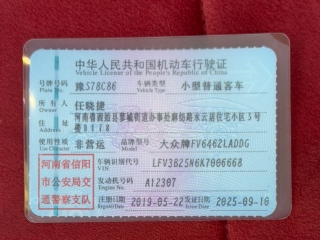 中华人民共和国机动车行驶证
Vehicle License of the People's Republic of China
号牌号码 豫S78C86 车辆类型 小型普通客车
Plate No. Vehicle Type
所有人 任晓捷
Owner
住址 河南省
Address
使用性质 非营运 品牌型号 大众牌FV6462LADDG
Use Character Model
河南省信阳市公安局交通警察支队
车辆识别代号 LFV3B25N6K7006668
VIN
发动机号码 A12307
Engine No.
注册日期 2019-05-22 发证日期 2025-09-10
Register Date Issue Date